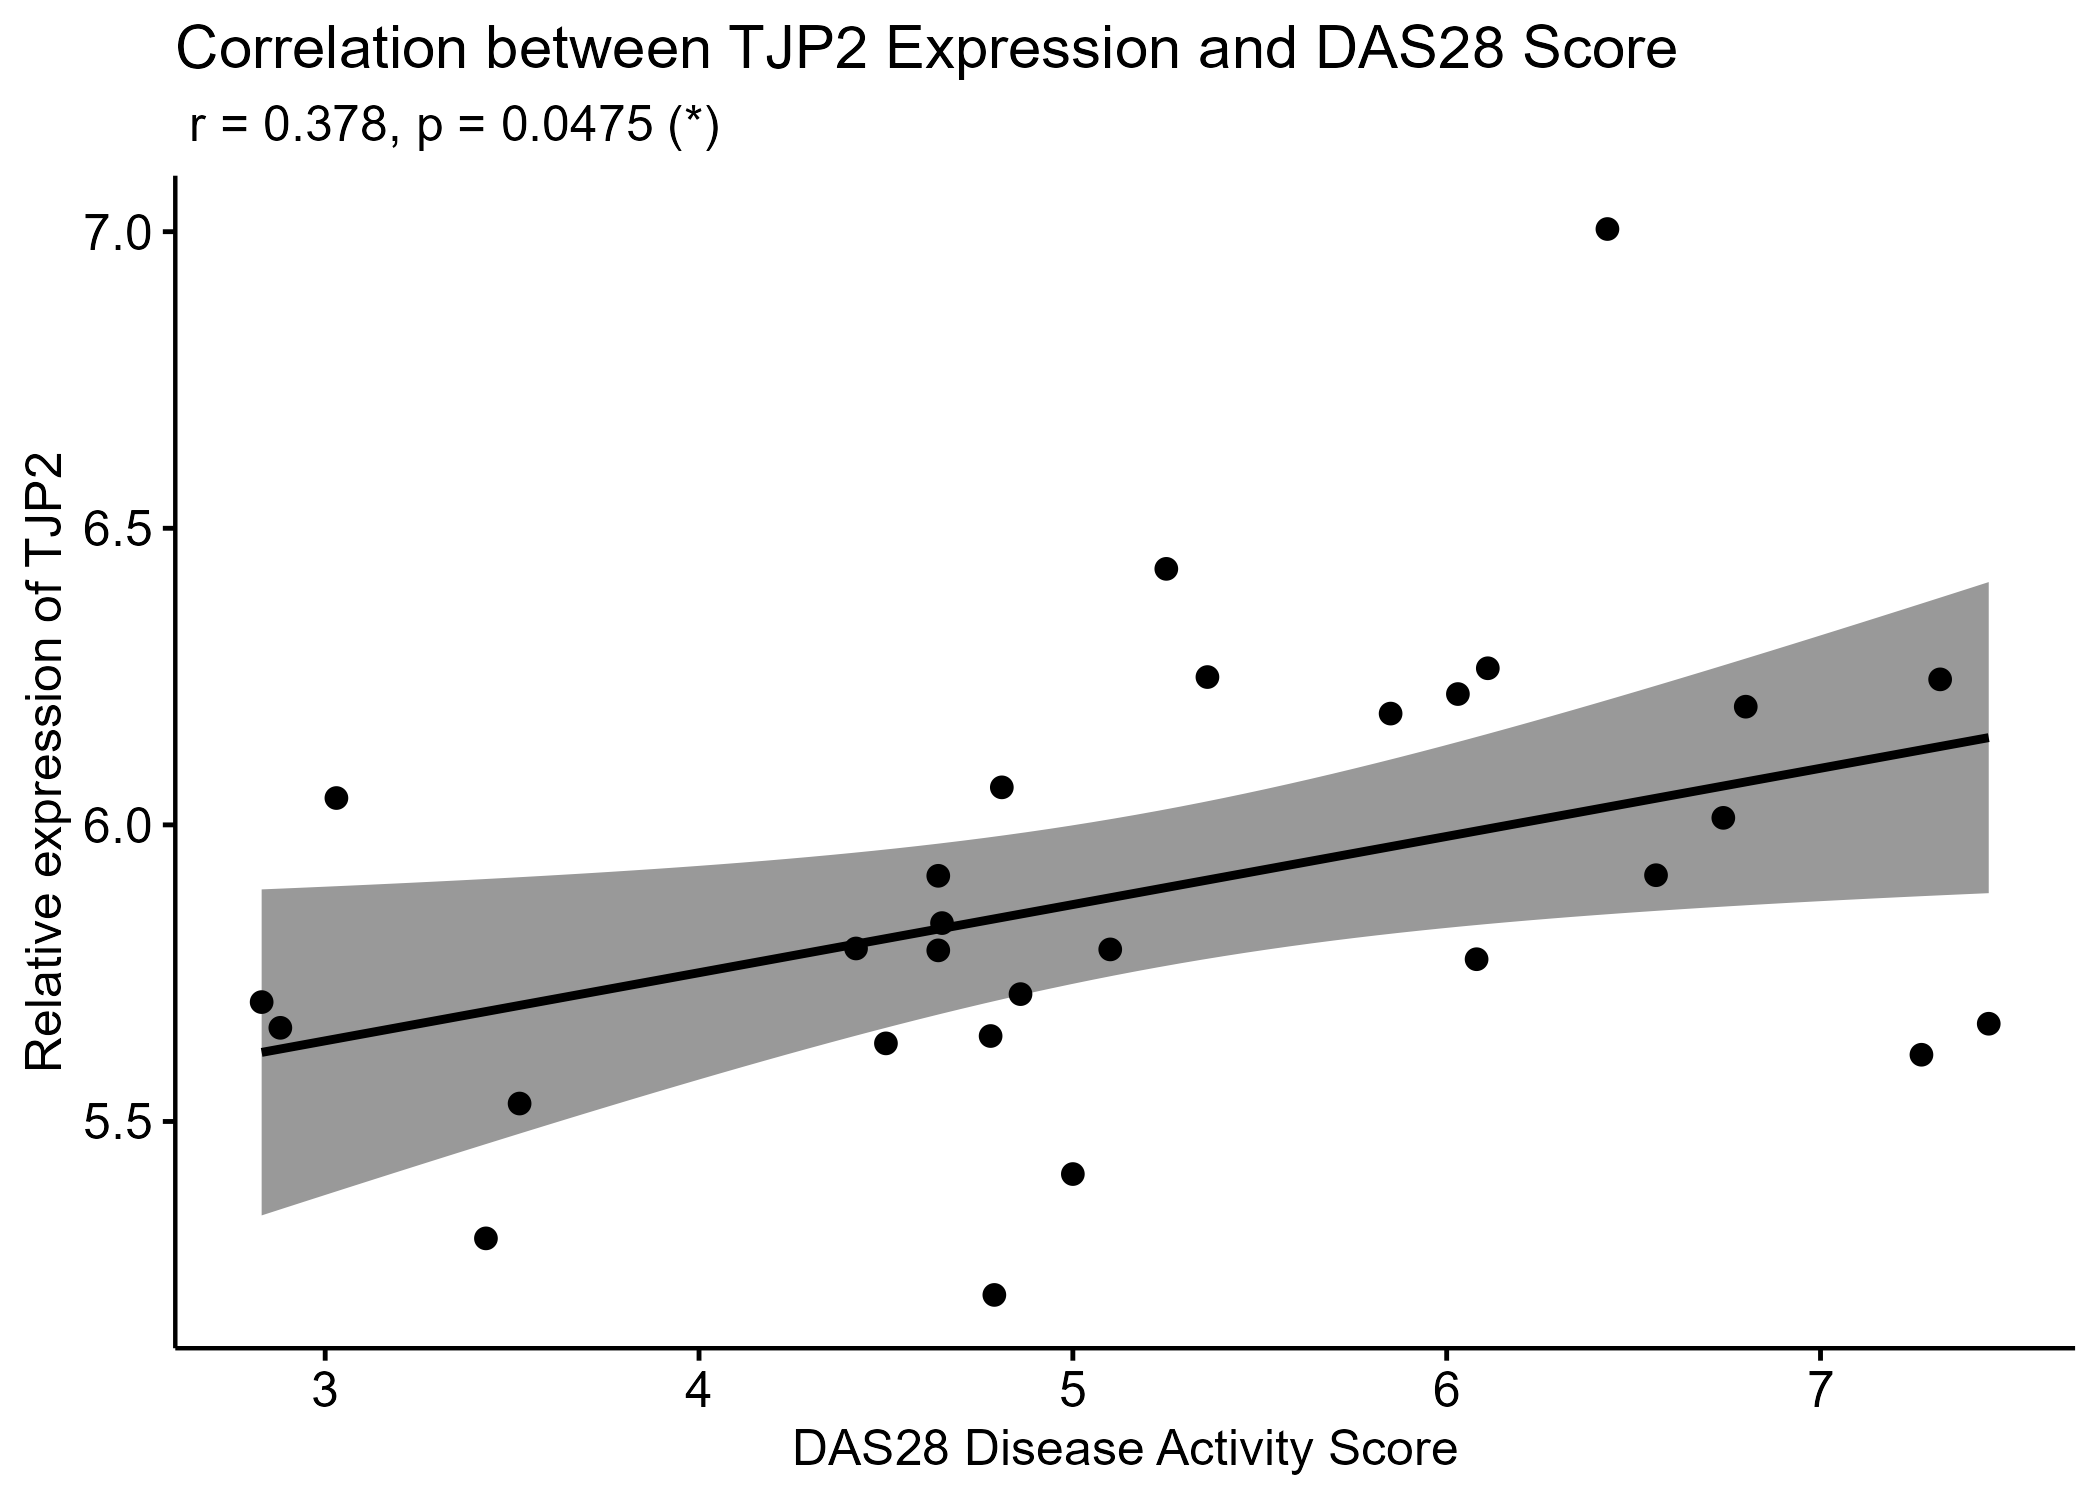 Correlation between TJP2 Expression and DAS28 Score
r = 0.378, p = 0.0475 (*)
Relative expression of TJP2
7.0
6.5
6.0
5.5
3 4 5 6 7
DAS28 Disease Activity Score